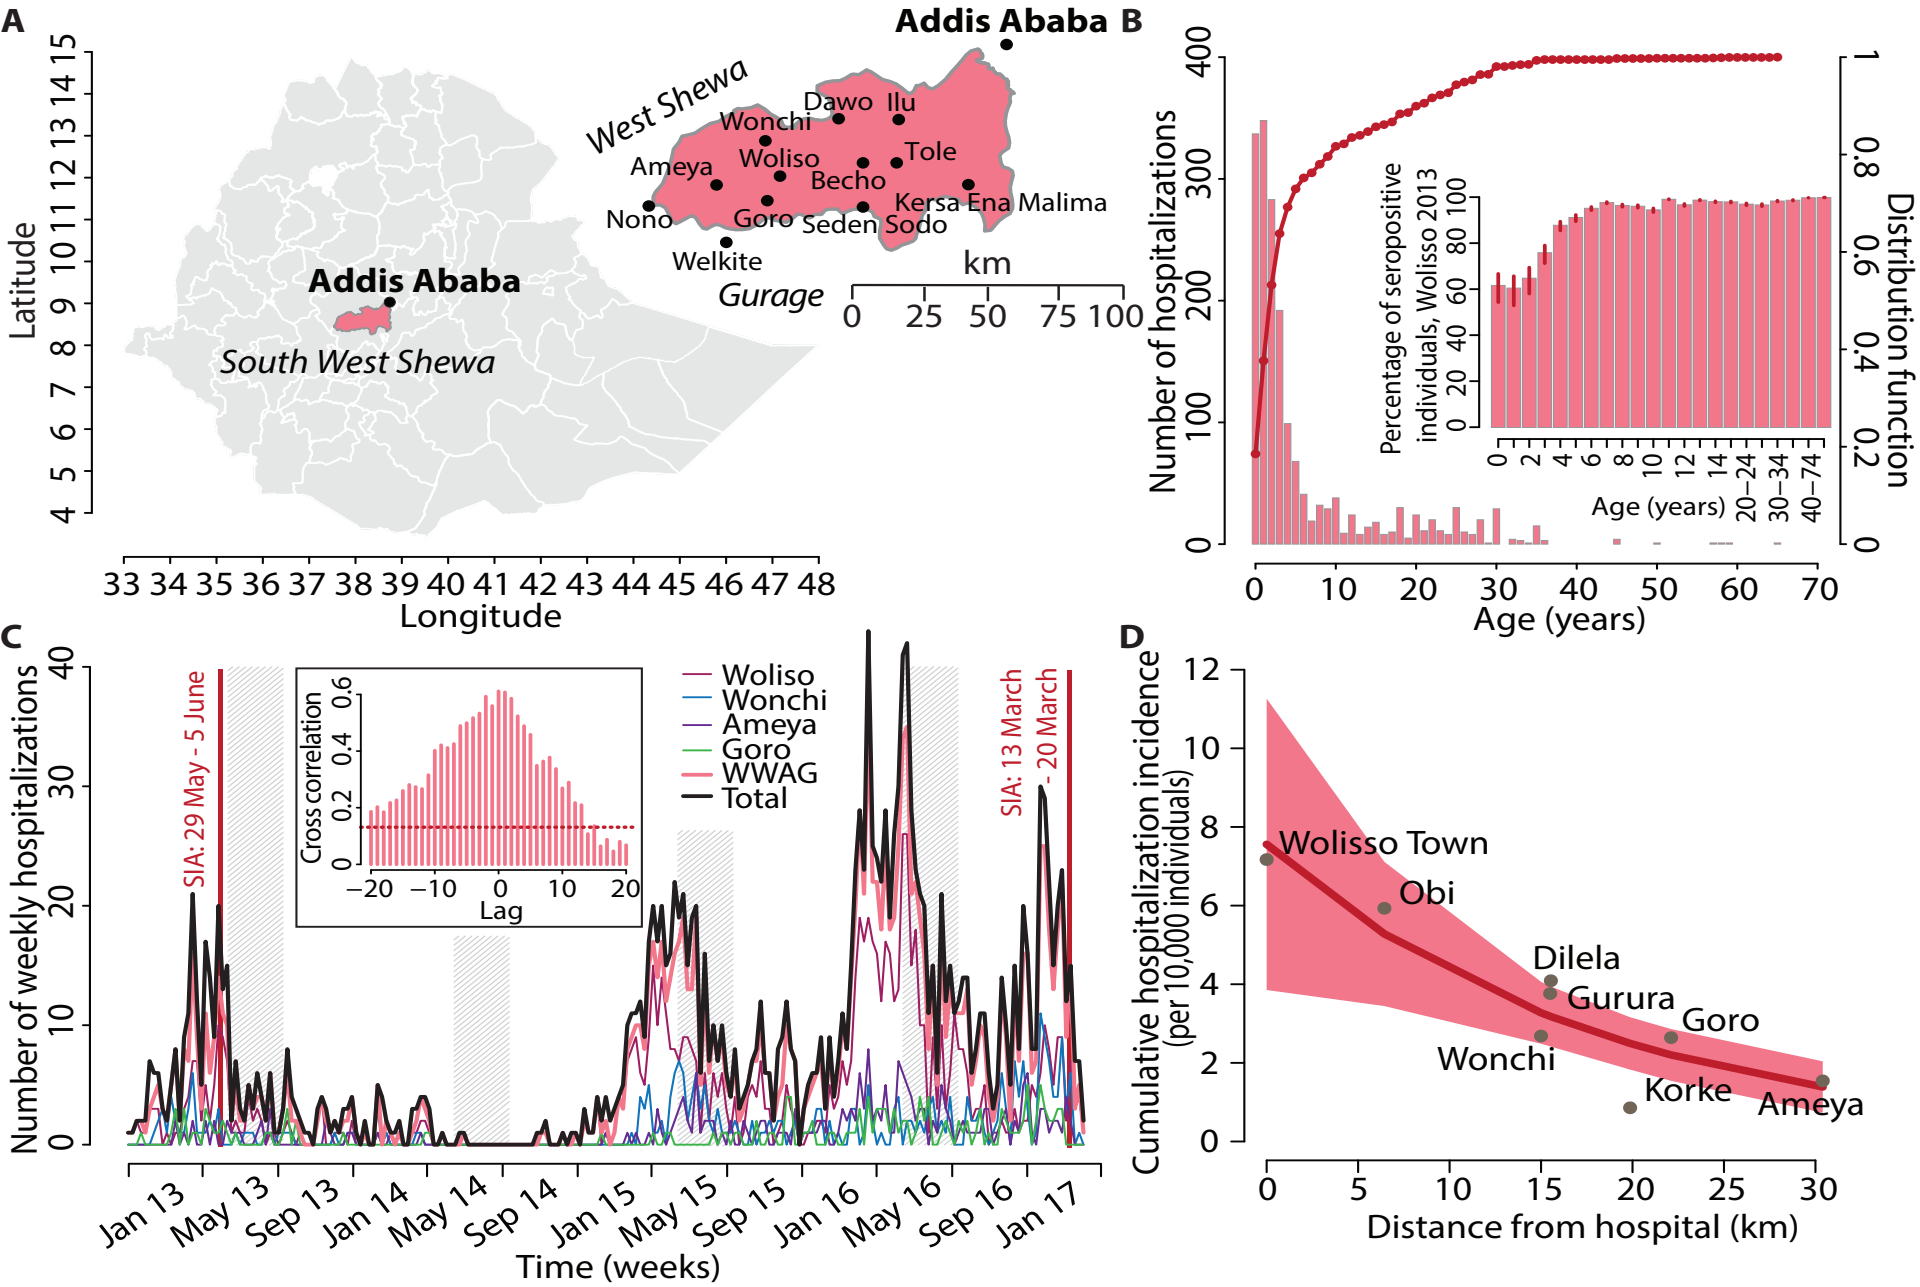 A
Latitude
4 5 6 7 8 9 10 11 12 13 14 15
33 34 35 36 37 38 39 40 41 42 43 44 45 46 47 48
Longitude
Addis Ababa
South West Shewa
Addis Ababa
West Shewa
Dawo
Ilu
Wonchi
Woliso
Tole
Ameya
Becho
Kersa Ena Malima
Nono
Goro
Seden Sodo
Welkite
Gurage
km
0 25 50 75 100
B
Number of hospitalizations
0 100 200 300 400
Distribution function
0 0.2 0.4 0.6 0.8 1
0 10 20 30 40 50 60 70
Age (years)
Percentage of seropositive
individuals, Wolisso 2013
0 20 40 60 80 100
0 2 4 6 8 10 12 14 20−24 30−34 40−74
Age (years)
C
Number of weekly hospitalizations
0 10 20 30 40
SIA: 29 May - 5 June
Cross correlation
0 0.2 0.4 0.6
−20 −10 0 10 20
Lag
Woliso
Wonchi
Ameya
Goro
WWAG
Total
SIA: 13 March
- 20 March
Jan 13 May 13 Sep 13 Jan 14 May 14 Sep 14 Jan 15 May 15 Sep 15 Jan 16 May 16 Sep 16 Jan 17
Time (weeks)
D
Cumulative hospitalization incidence
(per 10,000 individuals)
0 2 4 6 8 10 12
Wolisso Town
Obi
Dilela
Gurura
Goro
Wonchi
Korke
Ameya
0 5 10 15 20 25 30
Distance from hospital (km)